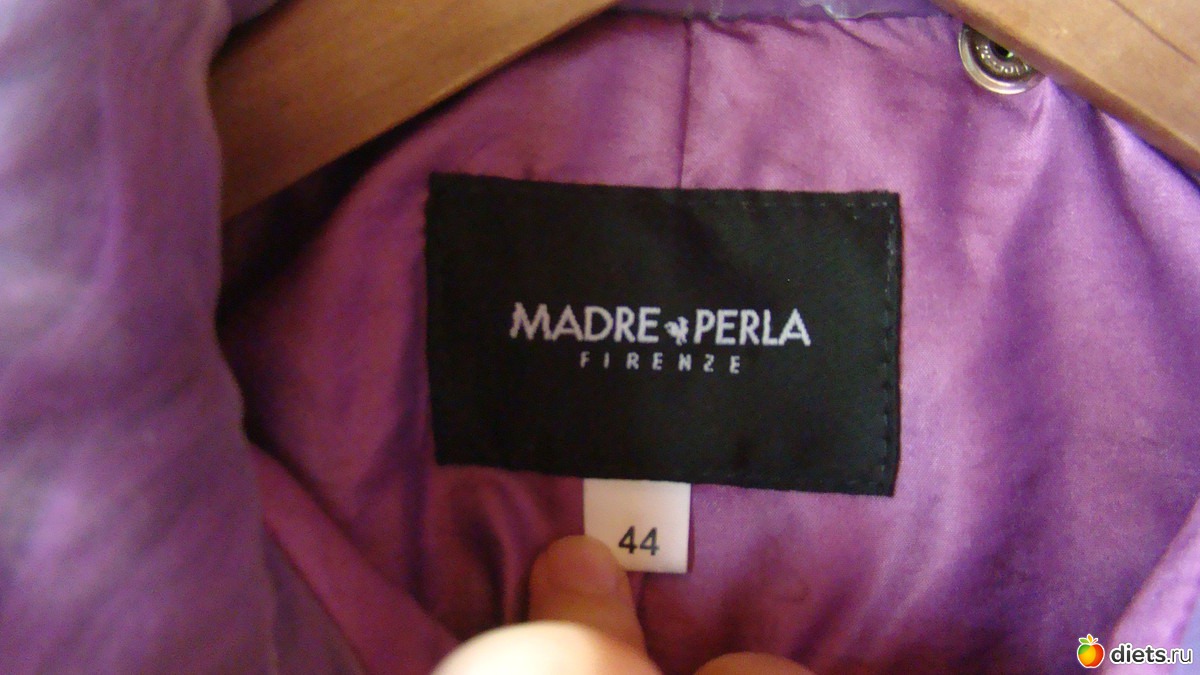 MADRE PERLA
FIRENZE
44
diets.ru